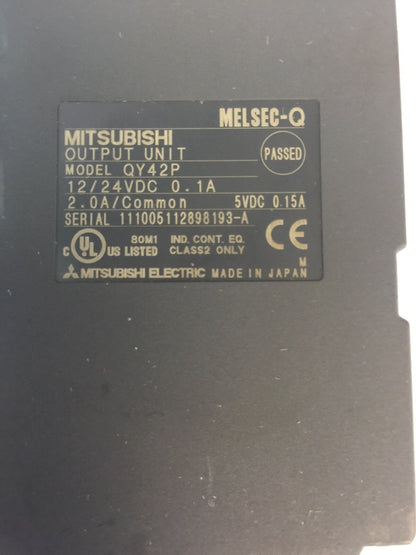 MELSEC-Q
MITSUBISHI
OUTPUT UNIT
PASSED
MODEL QY42P
12/24VDC 0.1A
2.0A/Common 5VDC 0.15A
SERIAL 111005112898193-A
C UL US LISTED 80M1 IND. CONT. EQ. CLASS2 ONLY
CE
M
MITSUBISHI ELECTRIC MADE IN JAPAN